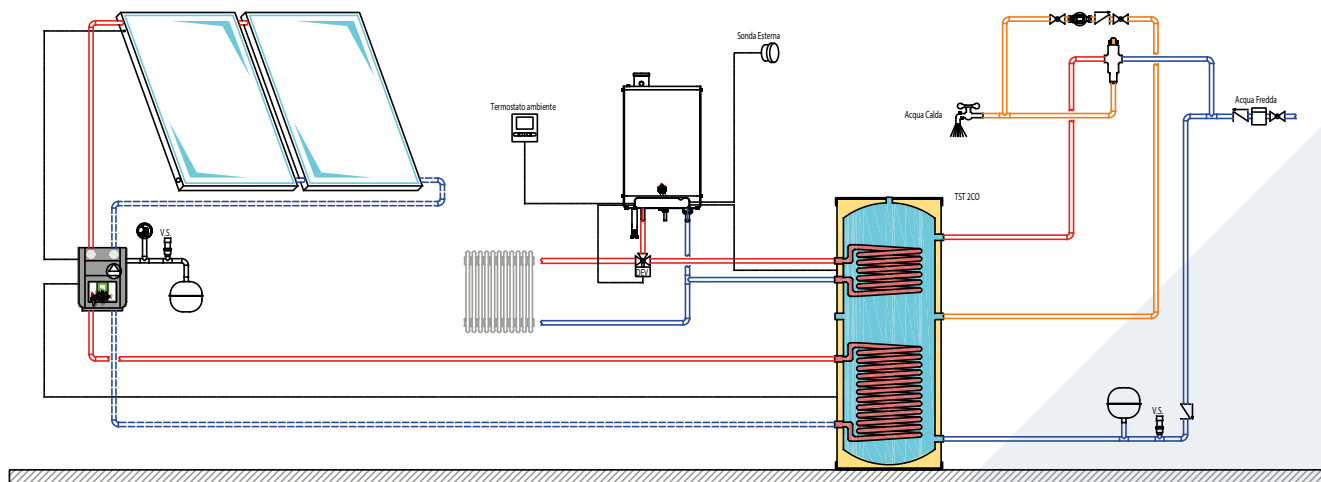 Sonda Esterna
Termostato ambiente
Acqua Calda
Acqua Fredda
TST 2CO
V.S.
DEV
V.S.